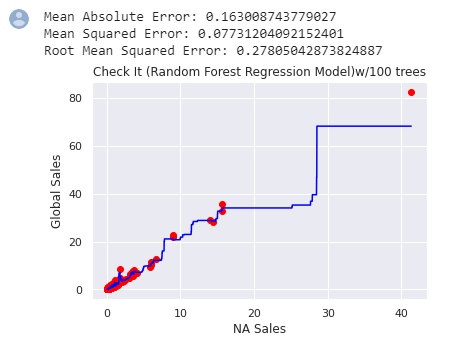 Mean Absolute Error: 0.163008743779027
Mean Squared Error: 0.07731204092152401
Root Mean Squared Error: 0.27805042873824887
Check It (Random Forest Regression Model)w/100 trees
80
60
40
20
0
Global Sales
0 10 20 30 40
NA Sales